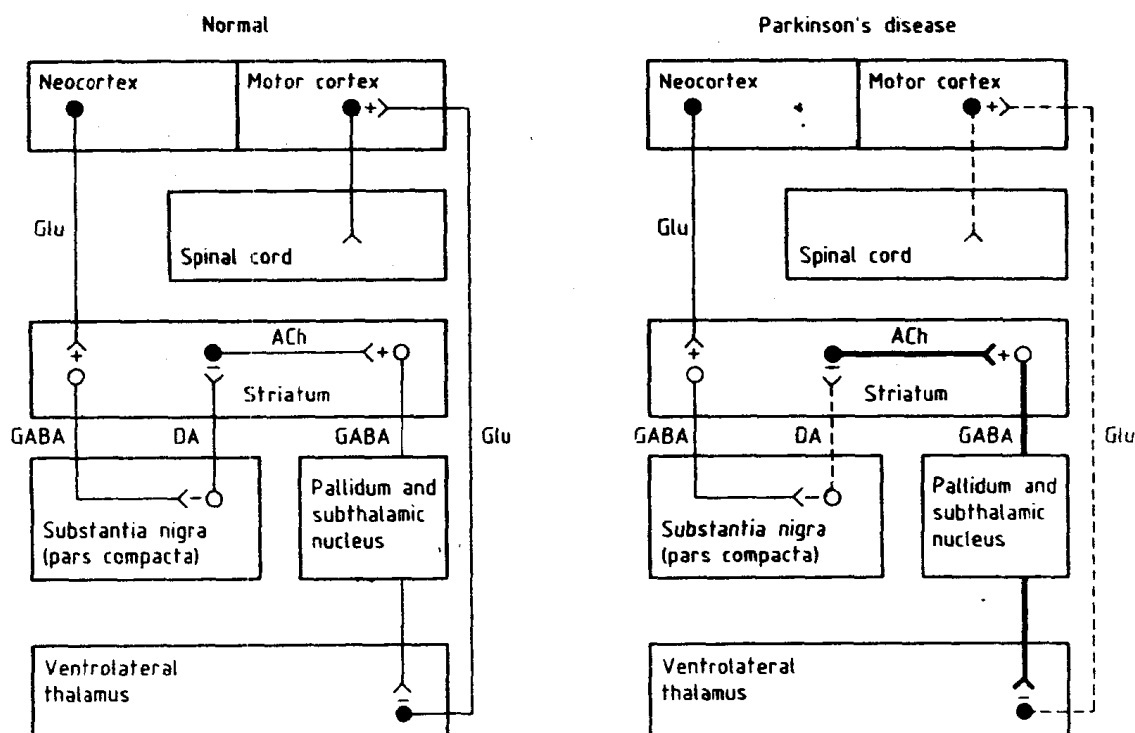 Normal
Neocortex
Motor cortex
+
Glu
Spinal cord
ACh
+
−
+
Striatum
GABA
DA
GABA
Glu
−
Substantia nigra
(pars compacta)
Pallidum and
subthalamic
nucleus
Ventrolateral
thalamus
−
Parkinson's disease
Neocortex
Motor cortex
+
Glu
Spinal cord
ACh
+
−
+
Striatum
GABA
DA
GABA
Glu
−
Substantia nigra
(pars compacta)
Pallidum and
subthalamic
nucleus
Ventrolateral
thalamus
−